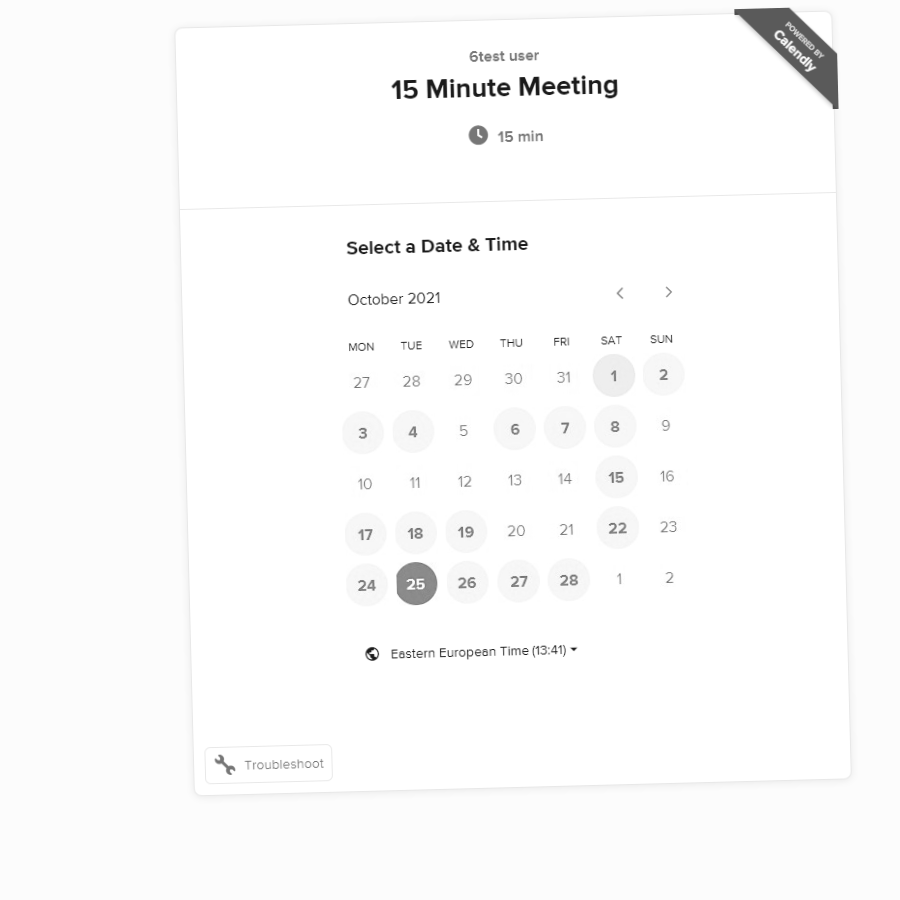 POWERED BY
Calendly
6test user
15 Minute Meeting
15 min
Select a Date & Time
October 2021
MON TUE WED THU FRI SAT SUN
27 28 29 30 31 1 2
3 4 5 6 7 8 9
10 11 12 13 14 15 16
17 18 19 20 21 22 23
24 25 26 27 28 1 2
Eastern European Time (13:41)
Troubleshoot